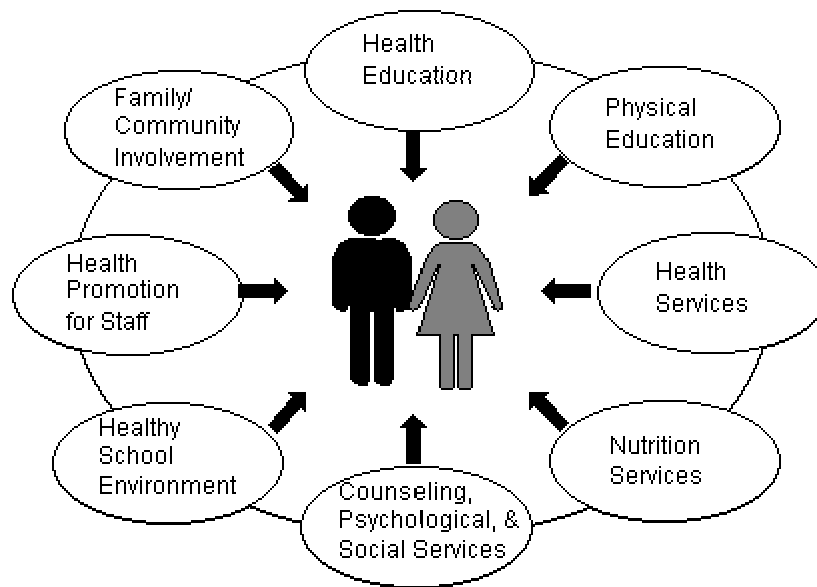 Health
Education
Family/
Community
Involvement
Physical
Education
Health
Promotion
for Staff
Health
Services
Healthy
School
Environment
Nutrition
Services
Counseling,
Psychological, &
Social Services